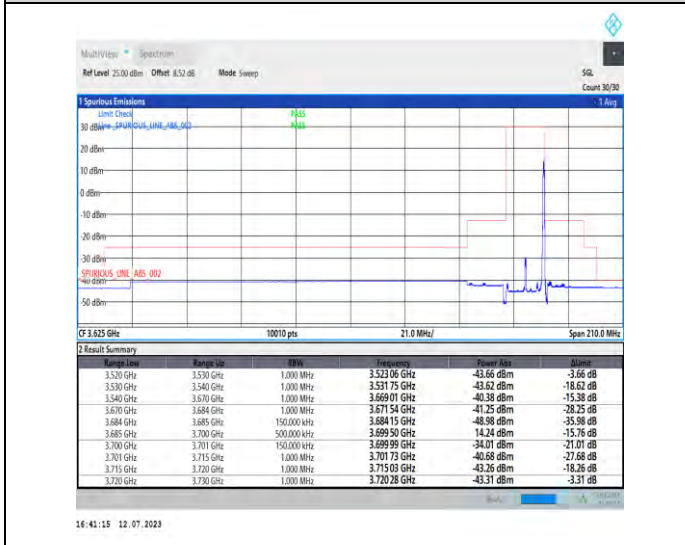 MultiView Spectrum
Ref Level 25.00 dBm Offset 8.52 dB Mode Sweep SGL
Count 30/30
1 Spurious Emissions 1 Avg
Limit Check PASS
30 dBm Line _SPURIOUS_LINE_ABS_002 PASS
20 dBm
10 dBm
0 dBm
-10 dBm
-20 dBm
-30 dBm
SPURIOUS_LINE_ABS_002
-40 dBm
-50 dBm
CF 3.625 GHz 10010 pts 21.0 MHz/ Span 210.0 MHz
2 Result Summary
Range Low Range Up RBW Frequency Power Abs ΔLimit
3.520 GHz 3.530 GHz 1.000 MHz 3.523 06 GHz -43.66 dBm -3.66 dB
3.530 GHz 3.540 GHz 1.000 MHz 3.531 75 GHz -43.62 dBm -18.62 dB
3.540 GHz 3.670 GHz 1.000 MHz 3.669 01 GHz -40.38 dBm -15.38 dB
3.670 GHz 3.684 GHz 1.000 MHz 3.671 54 GHz -41.25 dBm -28.25 dB
3.684 GHz 3.685 GHz 150.000 kHz 3.684 15 GHz -48.98 dBm -35.98 dB
3.685 GHz 3.700 GHz 500.000 kHz 3.699 50 GHz 14.24 dBm -15.76 dB
3.700 GHz 3.701 GHz 150.000 kHz 3.699 99 GHz -34.01 dBm -21.01 dB
3.701 GHz 3.715 GHz 1.000 MHz 3.701 73 GHz -40.68 dBm -27.68 dB
3.715 GHz 3.720 GHz 1.000 MHz 3.715 03 GHz -43.26 dBm -18.26 dB
3.720 GHz 3.730 GHz 1.000 MHz 3.720 28 GHz -43.31 dBm -3.31 dB
16:41:15 12.07.2023